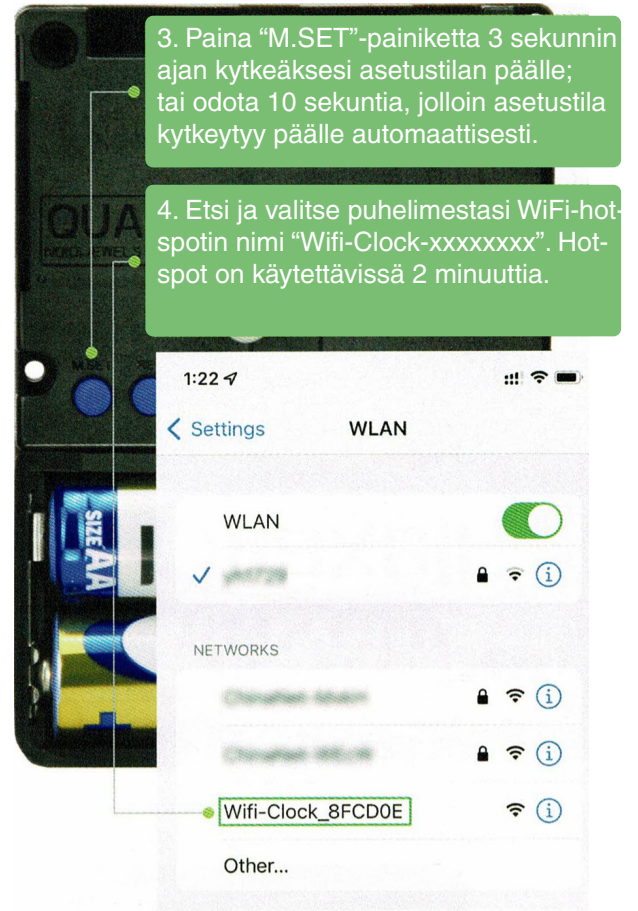 3. Paina “M.SET”-painiketta 3 sekunnin
ajan kytkeäksesi asetustilan päälle;
tai odota 10 sekuntia, jolloin asetustila
kytkeytyy päälle automaattisesti.
4. Etsi ja valitse puhelimestasi WiFi-hot-
spotin nimi “Wifi-Clock-xxxxxxxx”. Hot-
spot on käytettävissä 2 minuuttia.
QUA
M.SET
SIZE AA
1:22
Settings WLAN
WLAN
NETWORKS
Wifi-Clock_8FCD0E
Other...